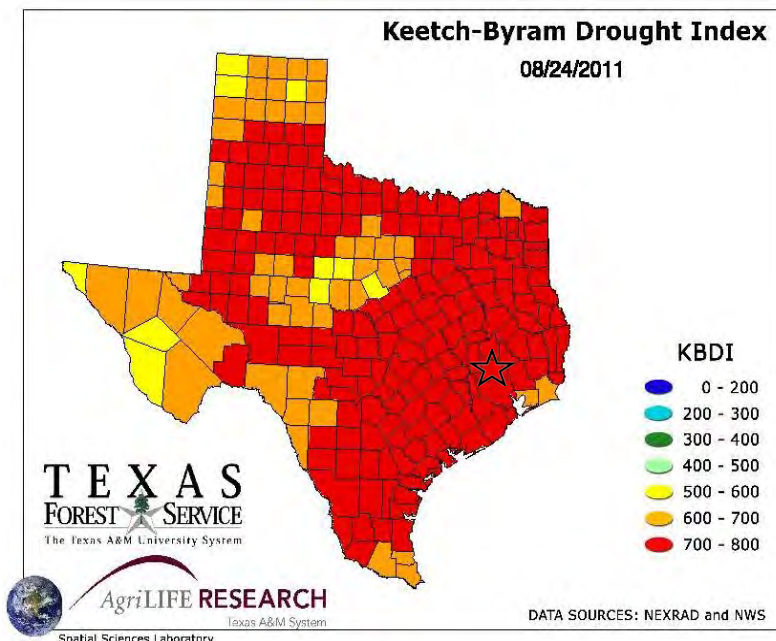 Keetch-Byram Drought Index
08/24/2011
KBDI
0 - 200
200 - 300
300 - 400
400 - 500
500 - 600
600 - 700
700 - 800
TEXAS
FOREST SERVICE
The Texas A&M University System
AgriLIFE RESEARCH
Texas A&M System
Spatial Sciences Laboratory
DATA SOURCES: NEXRAD and NWS